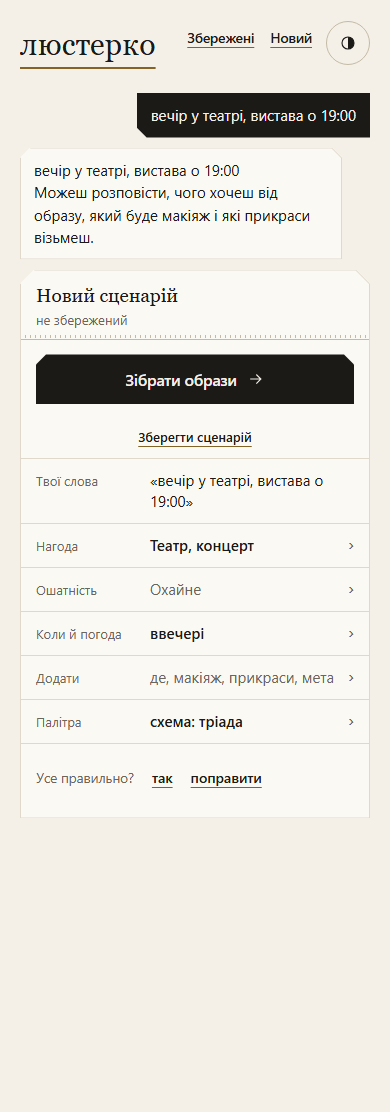 люстерко
Збережені Новий
вечір у театрі, вистава о 19:00
вечір у театрі, вистава о 19:00
Можеш розповісти, чого хочеш від
образу, який буде макіяж і які прикраси
візьмеш.
Новий сценарій
не збережений
Зібрати образи →
Зберегти сценарій
Твої слова «вечір у театрі, вистава о
19:00»
Нагода Театр, концерт ›
Ошатність Охайне ›
Коли й погода ввечері ›
Додати де, макіяж, прикраси, мета ›
Палітра схема: тріада ›
Усе правильно? так поправити